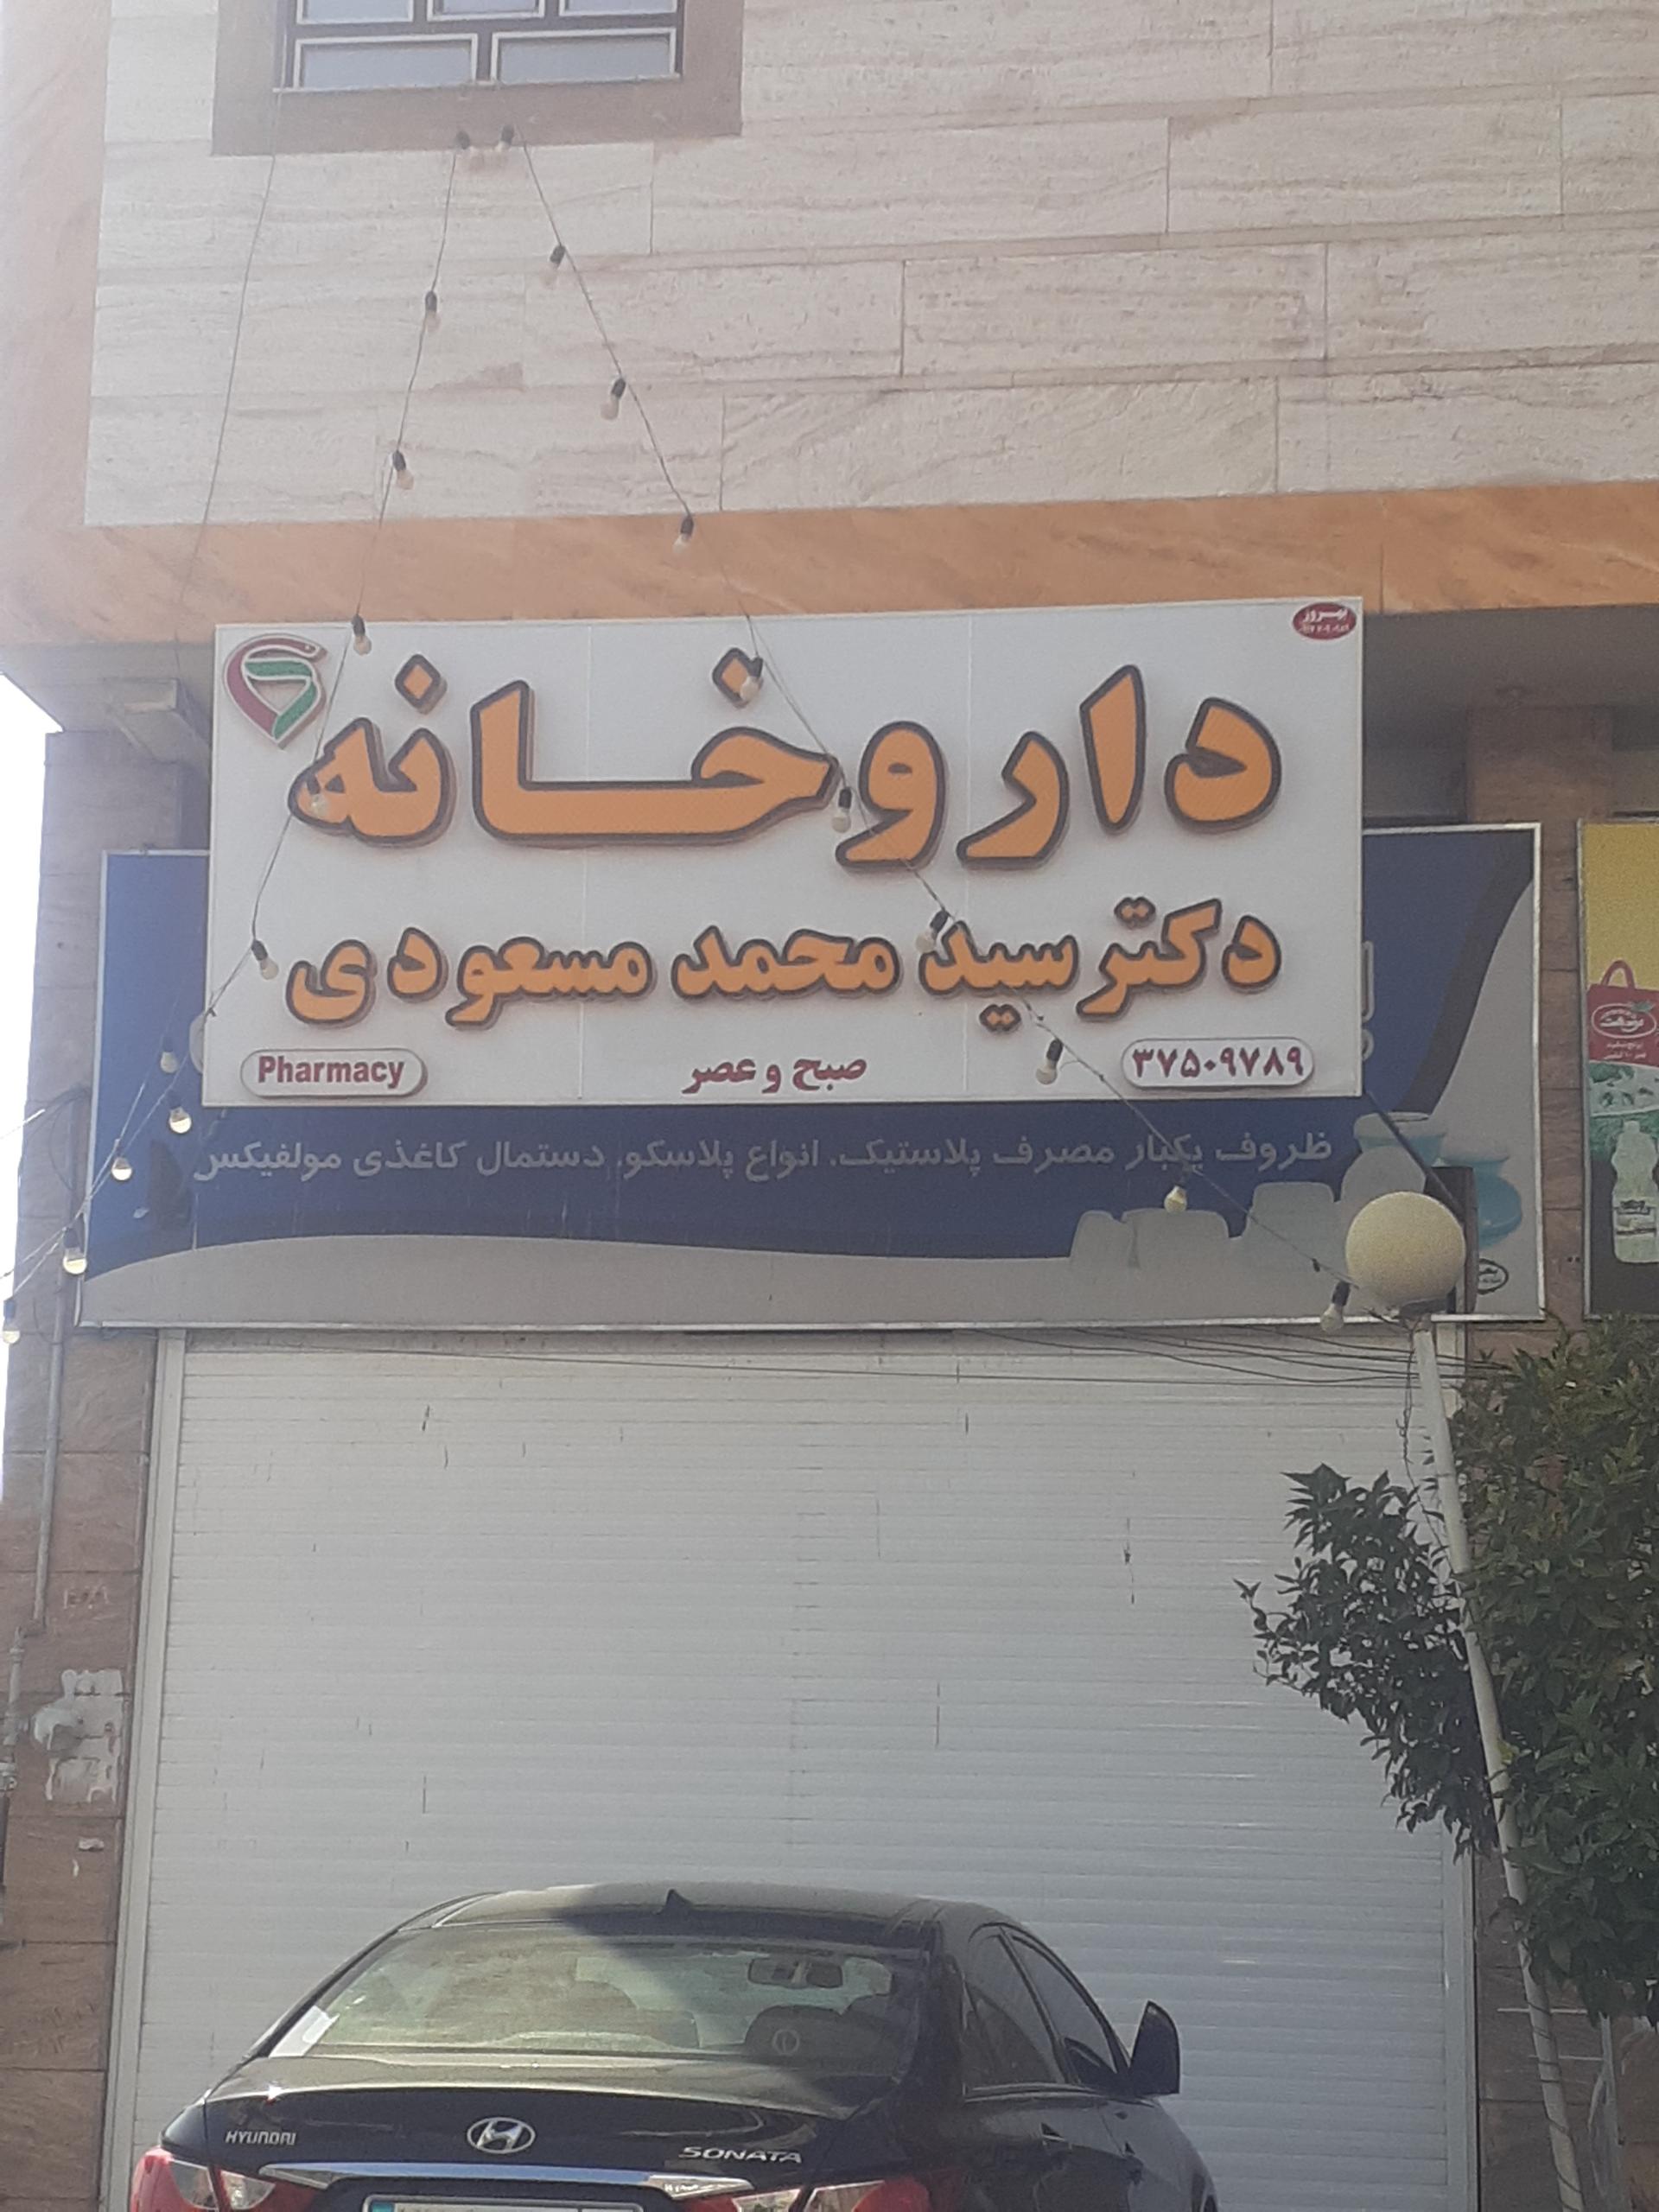 بهروز
داروخانه
دکتر سید محمد مسعودی
۳۷۵۰۹۷۸۹
صبح و عصر
Pharmacy
ظروف یکبار مصرف پلاستیک. انواع پلاسکو. دستمال کاغذی مولفیکس
HYUNDAI
SONATA